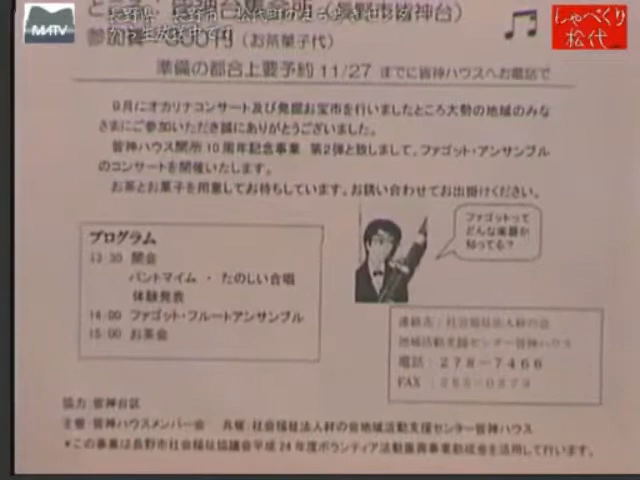 MATV
しゃべくり
松代
参加費 300円（お茶菓子代）
準備の都合上要予約 11/27 までに皆神ハウスへお電話で
9月にオカリナコンサート及び発掘お宝市を行いましたところ大勢の地域のみな
さまにご参加いただき誠にありがとうございました。
皆神ハウス開所10周年記念事業 第2弾と致しまして、ファゴット・アンサンブル
のコンサートを開催いたします。
お茶とお菓子を用意してお待ちしています。お誘い合わせてお出掛けください。
プログラム
13:30 開会
パントマイム ・ たのしい合唱
体験発表
14:00 ファゴット・フルートアンサンブル
15:00 お茶会
ファゴットって
どんな楽器か
知ってる？
連絡先：社会福祉法人絆の会
地域活動支援センター皆神ハウス
電話：278-7466
FAX
協力：皆神台区
主催：皆神ハウスメンバー会 共催：社会福祉法人絆の会地域活動支援センター皆神ハウス
*この事業は長野市社会福祉協議会平成24年度ボランティア活動振興事業助成金を活用して行います。